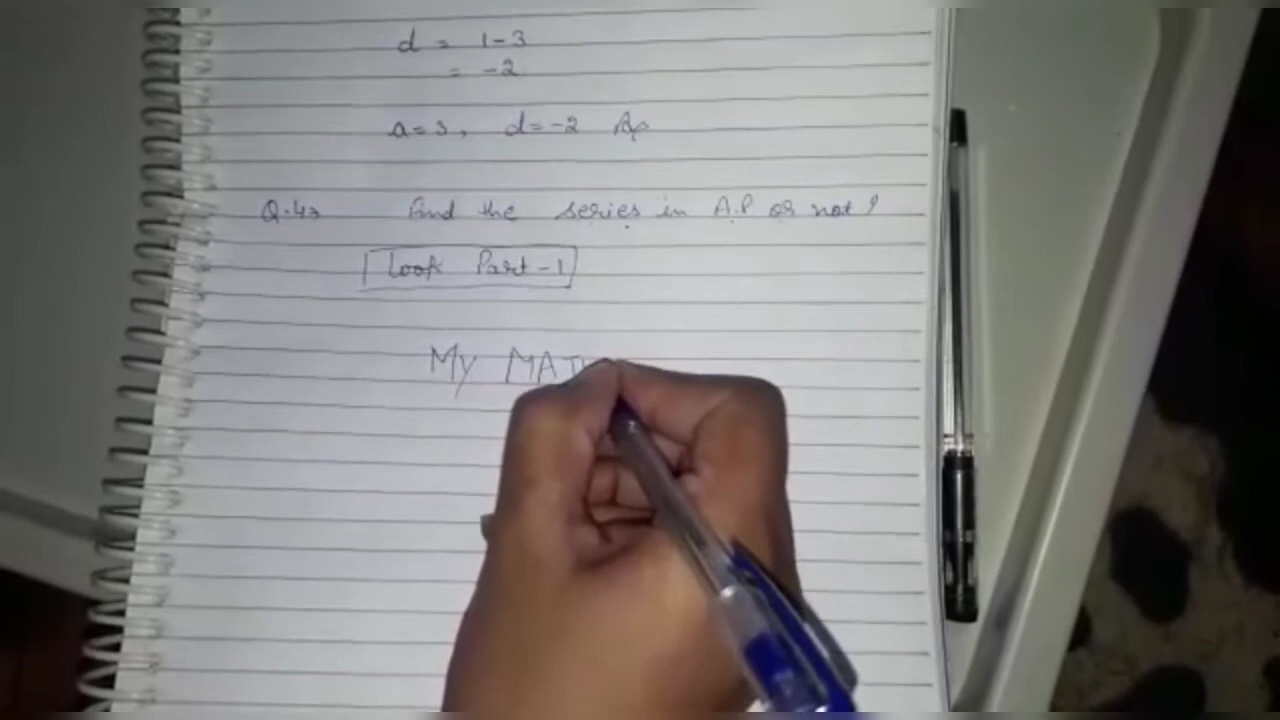 d = 1-3
= -2
a=3, d=-2 Ap
Q.4> Find the series in A.P or not?
Look Part-1
My MAT